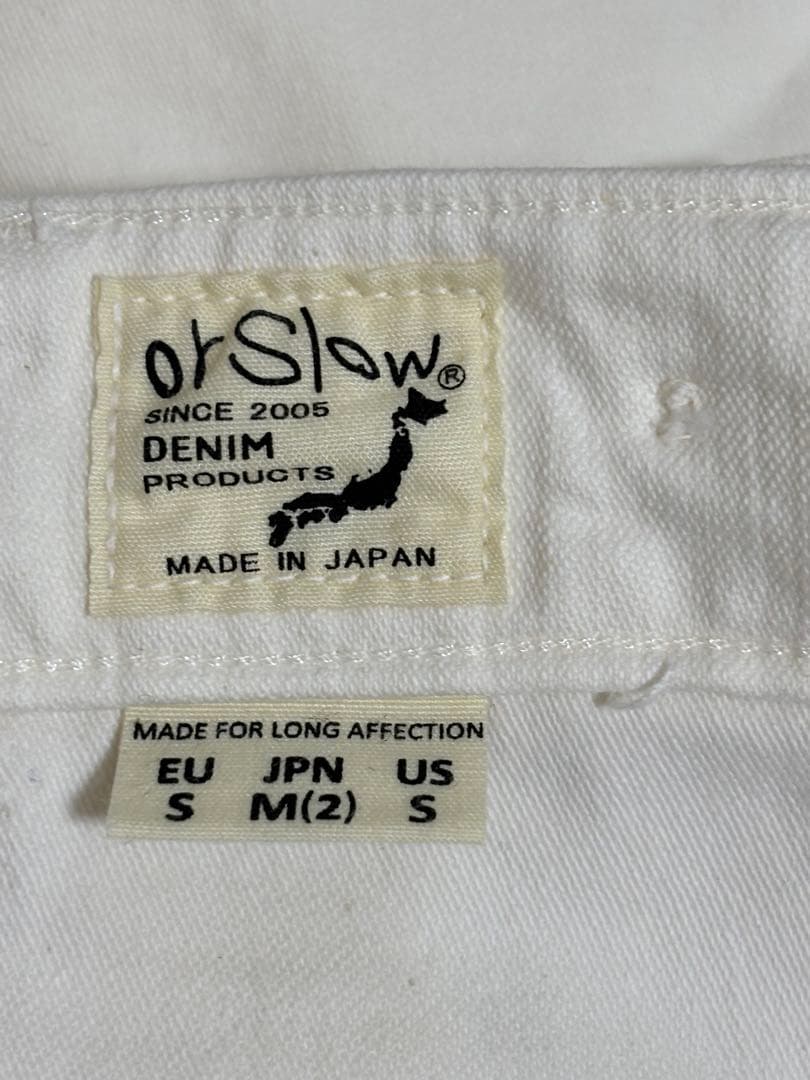 orSlow®
SINCE 2005
DENIM
PRODUCTS
MADE IN JAPAN
MADE FOR LONG AFFECTION
EU JPN US
S M(2) S